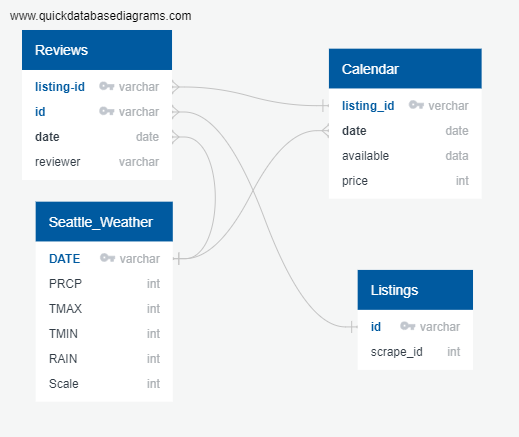 www.quickdatabasediagrams.com
Reviews
listing-id varchar
id varchar
date date
reviewer varchar
Calendar
listing_id verchar
date date
available data
price int
Seattle_Weather
DATE varchar
PRCP int
TMAX int
TMIN int
RAIN int
Scale int
Listings
id varchar
scrape_id int